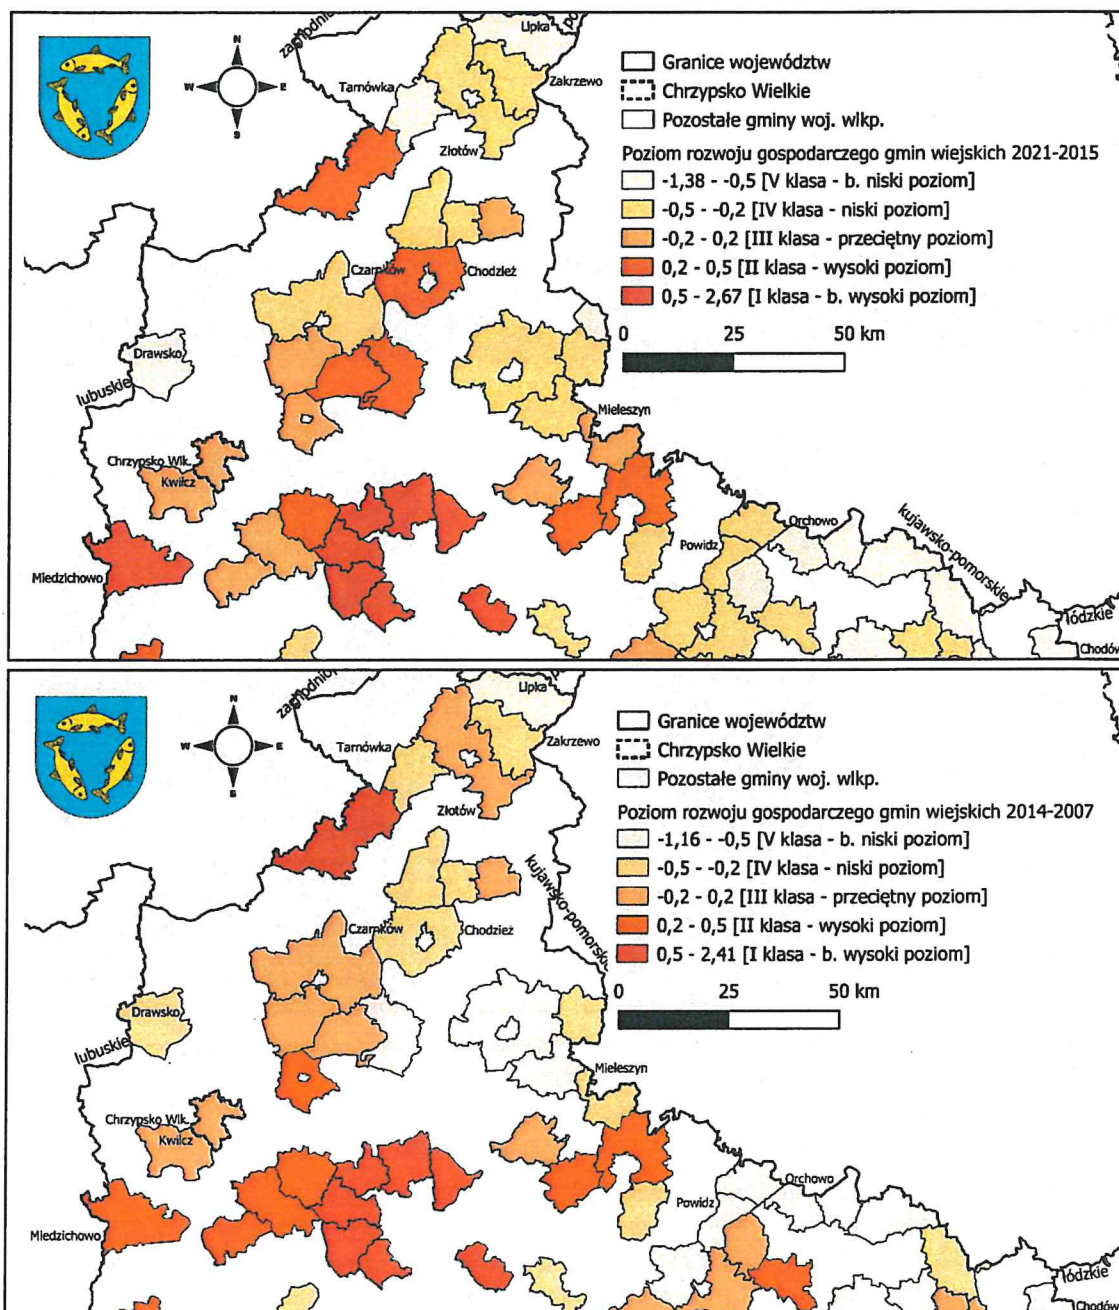 zachodnio
Lipka
po
Tarnówka
Zakrzewo
Złotów
Czarnków
Chodzież
Drawsko
lubuskie
Mieleszyn
Chrzypsko Wlk.
Kwilcz
Miedzichowo
Powidz
Orchowo
kujawsko-pomorskie
łódzkie
Chodów
N
W
E
S
Granice województw
Chrzypsko Wielkie
Pozostałe gminy woj. wlkp.
Poziom rozwoju gospodarczego gmin wiejskich 2021-2015
-1,38 - -0,5 [V klasa - b. niski poziom]
-0,5 - -0,2 [IV klasa - niski poziom]
-0,2 - 0,2 [III klasa - przeciętny poziom]
0,2 - 0,5 [II klasa - wysoki poziom]
0,5 - 2,67 [I klasa - b. wysoki poziom]
0 25 50 km
Lipka
Tarnówka
Zakrzewo
Złotów
kujawsko-pomorskie
Czarnków
Chodzież
Drawsko
lubuskie
Mieleszyn
Chrzypsko Wlk.
Kwilcz
Miedzichowo
Powidz
Orchowo
łódzkie
Chodów
N
W
E
S
Granice województw
Chrzypsko Wielkie
Pozostałe gminy woj. wlkp.
Poziom rozwoju gospodarczego gmin wiejskich 2014-2007
-1,16 - -0,5 [V klasa - b. niski poziom]
-0,5 - -0,2 [IV klasa - niski poziom]
-0,2 - 0,2 [III klasa - przeciętny poziom]
0,2 - 0,5 [II klasa - wysoki poziom]
0,5 - 2,41 [I klasa - b. wysoki poziom]
0 25 50 km